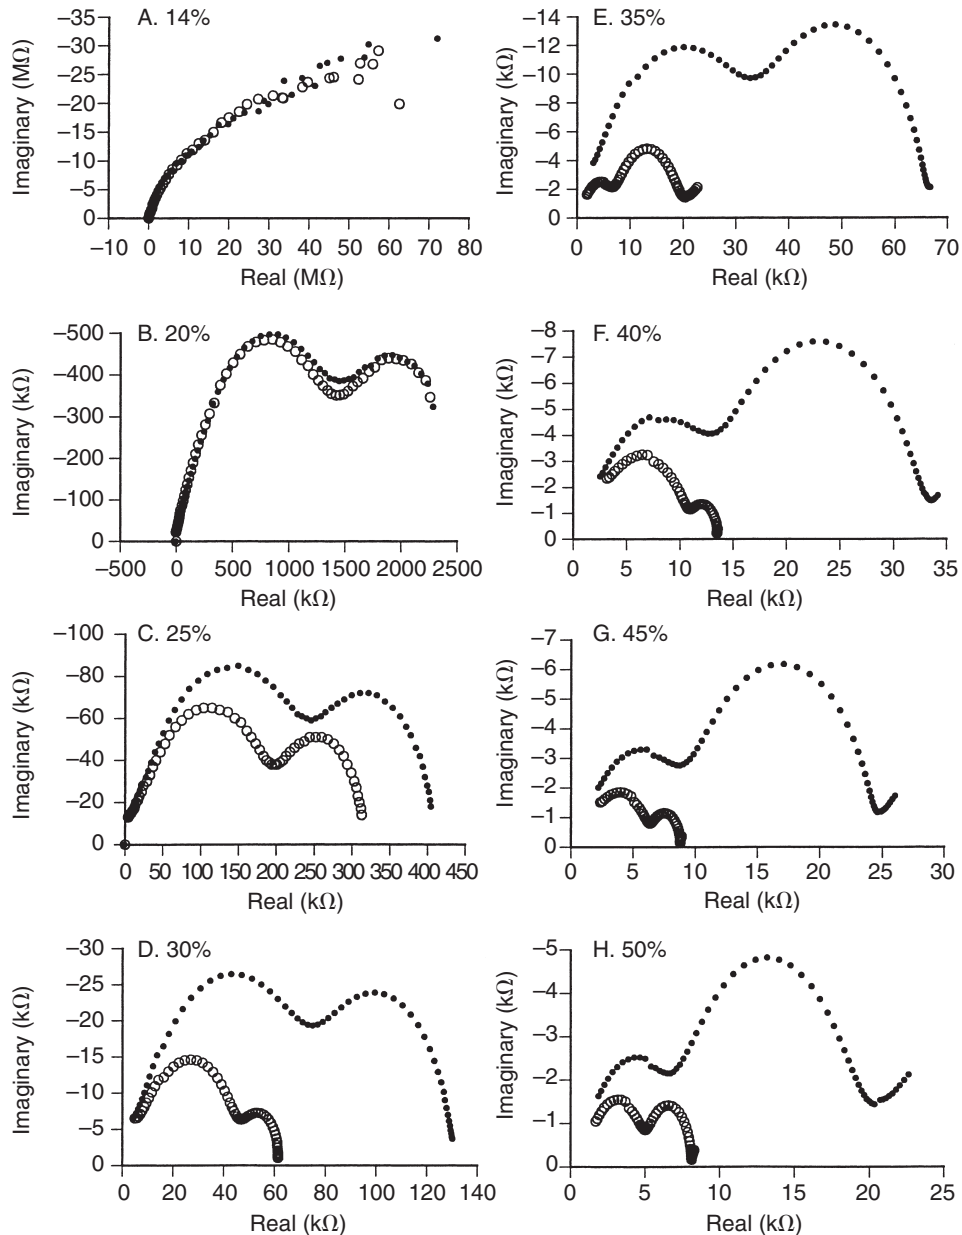 A. 14%
Imaginary (MΩ)
–35
–30
–25
–20
–15
–10
–5
0
–10 0 10 20 30 40 50 60 70 80
Real (MΩ)
B. 20%
Imaginary (kΩ)
–500
–400
–300
–200
–100
0
–500 0 500 1000 1500 2000 2500
Real (kΩ)
C. 25%
Imaginary (kΩ)
–100
–80
–60
–40
–20
0
0 50 100 150 200 250 300 350 400 450
Real (kΩ)
D. 30%
Imaginary (kΩ)
–30
–25
–20
–15
–10
–5
0
0 20 40 60 80 100 120 140
Real (kΩ)
E. 35%
Imaginary (kΩ)
–14
–12
–10
–8
–6
–4
–2
0
0 10 20 30 40 50 60 70
Real (kΩ)
F. 40%
Imaginary (kΩ)
–8
–7
–6
–5
–4
–3
–2
–1
0
0 5 10 15 20 25 30 35
Real (kΩ)
G. 45%
Imaginary (kΩ)
–7
–6
–5
–4
–3
–2
–1
0
0 5 10 15 20 25 30
Real (kΩ)
H. 50%
Imaginary (kΩ)
–5
–4
–3
–2
–1
0
0 5 10 15 20 25
Real (kΩ)